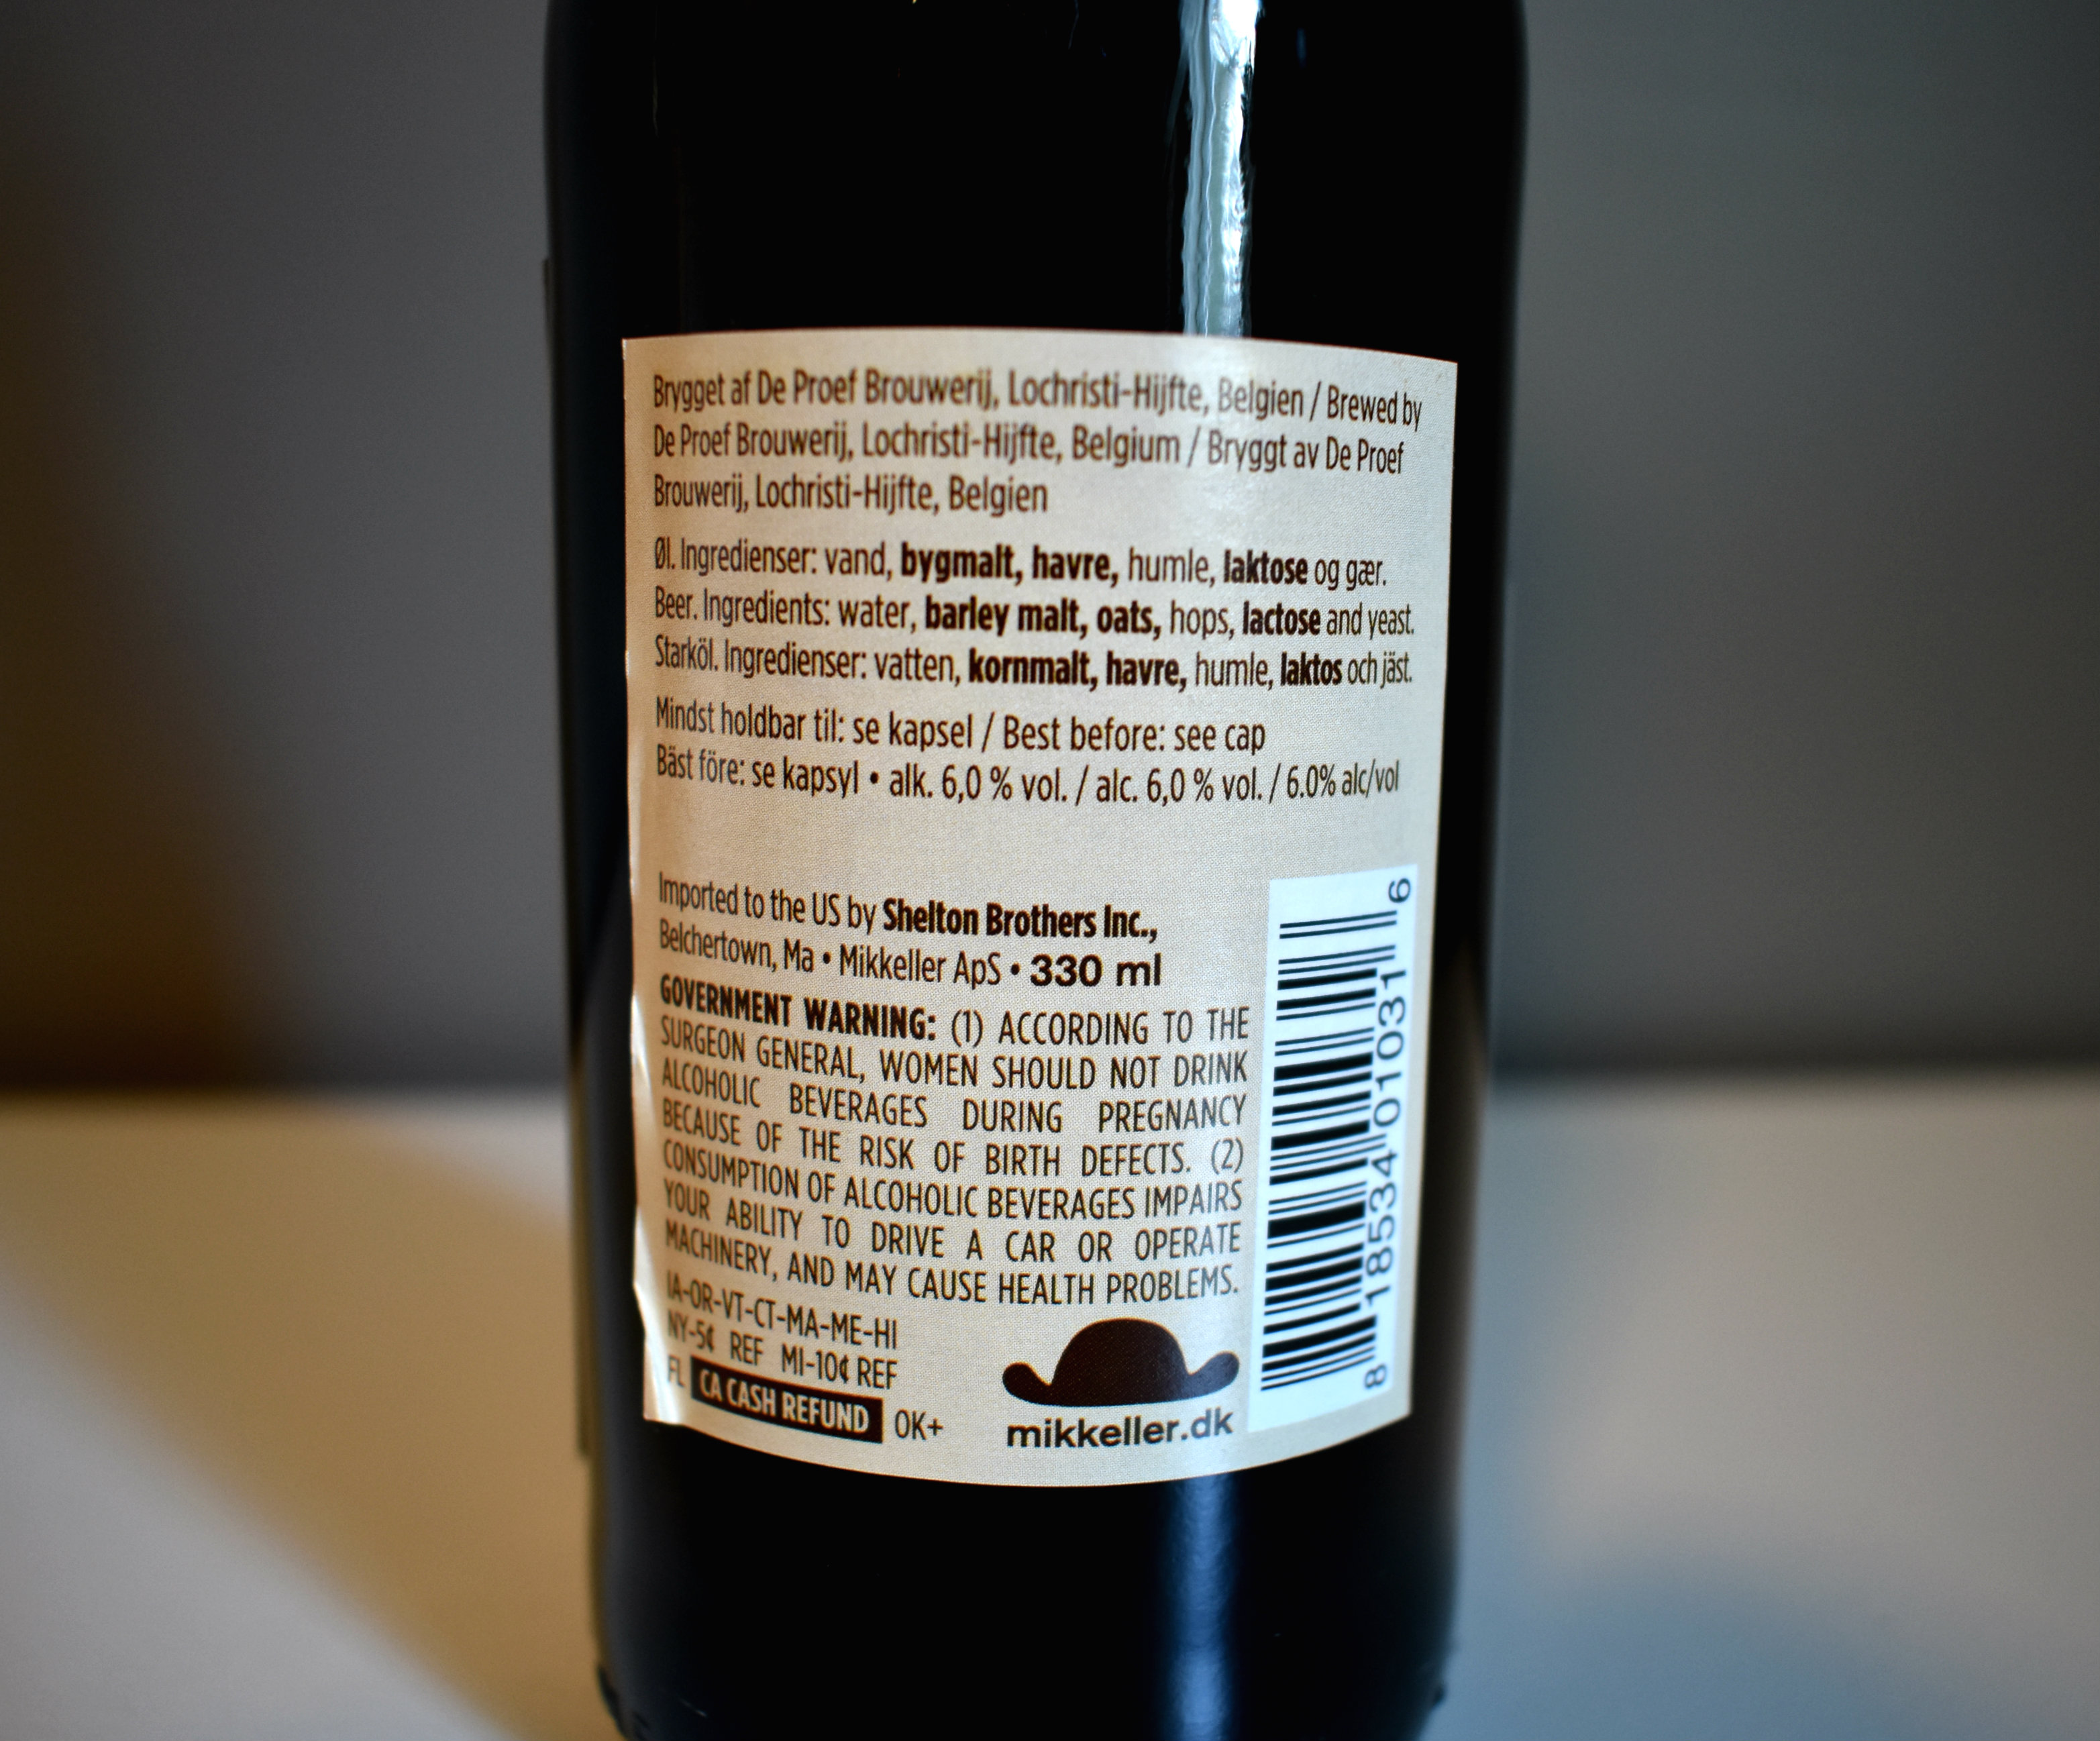 Brygget af De Proef Brouwerij, Lochristi-Hijfte, Belgien / Brewed by
De Proef Brouwerij, Lochristi-Hijfte, Belgium / Bryggt av De Proef
Brouwerij, Lochristi-Hijfte, Belgien
Øl. Ingredienser: vand, bygmalt, havre, humle, laktose og gær.
Beer. Ingredients: water, barley malt, oats, hops, lactose and yeast.
Starköl. Ingredienser: vatten, kornmalt, havre, humle, laktos och jäst.
Mindst holdbar til: se kapsel / Best before: see cap
Bäst före: se kapsyl • alk. 6,0 % vol. / alc. 6,0 % vol. / 6.0% alc/vol
Imported to the US by Shelton Brothers Inc.,
Belchertown, Ma • Mikkeller ApS • 330 ml
GOVERNMENT WARNING: (1) ACCORDING TO THE
SURGEON GENERAL, WOMEN SHOULD NOT DRINK
ALCOHOLIC BEVERAGES DURING PREGNANCY
BECAUSE OF THE RISK OF BIRTH DEFECTS. (2)
CONSUMPTION OF ALCOHOLIC BEVERAGES IMPAIRS
YOUR ABILITY TO DRIVE A CAR OR OPERATE
MACHINERY, AND MAY CAUSE HEALTH PROBLEMS.
IA-OR-VT-CT-MA-ME-HI
NY-5¢ REF MI-10¢ REF
FL CA CASH REFUND OK+
mikkeller.dk
8 18534 01031 6